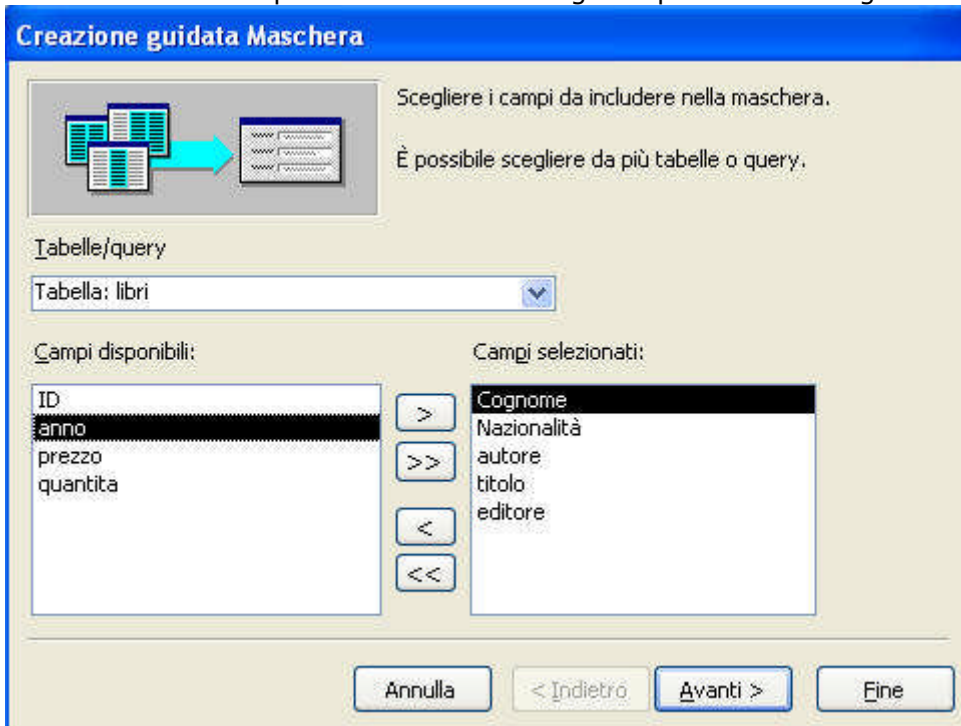 Creazione guidata Maschera
Scegliere i campi da includere nella maschera.
È possibile scegliere da più tabelle o query.
Tabelle/query
Tabella: libri
Campi disponibili:
Campi selezionati:
ID
anno
prezzo
quantita
>
>>
<
<<
Cognome
Nazionalità
autore
titolo
editore
Annulla
< Indietro
Avanti >
Fine